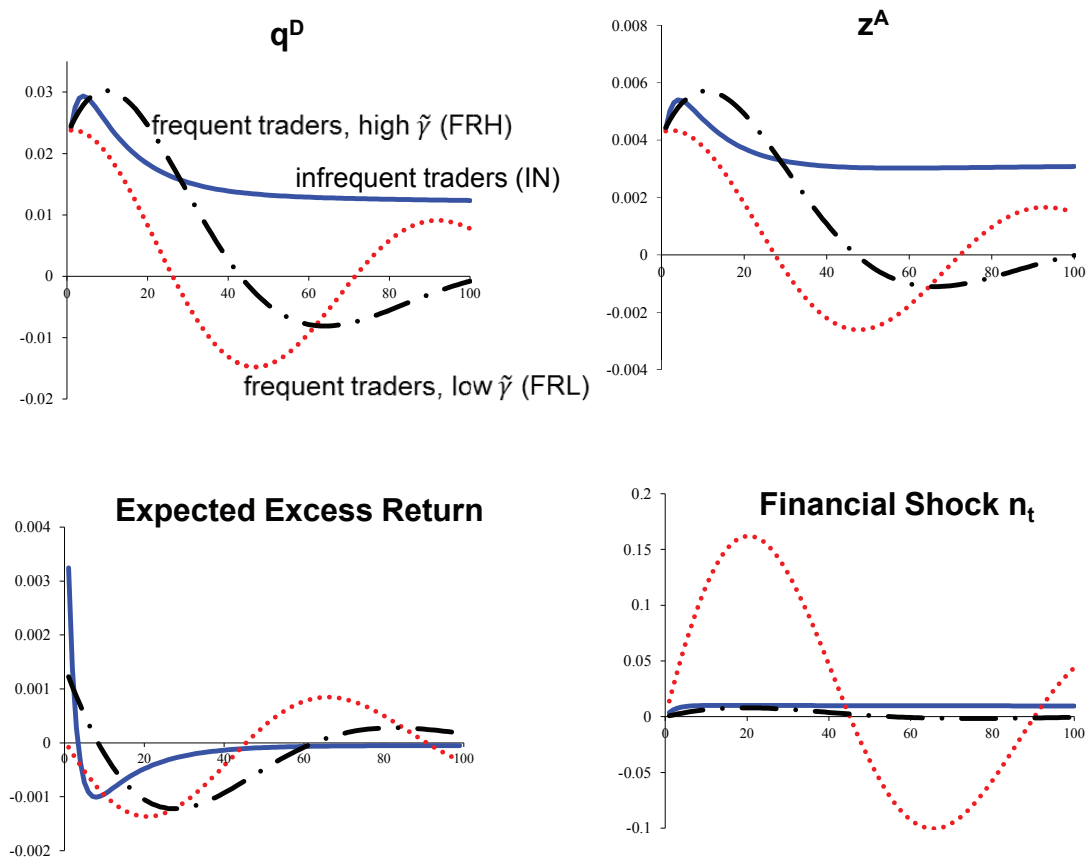 q^D
0.03
0.02
0.01
0
-0.01
-0.02
0 20 40 60 80 100
frequent traders, high γ̃ (FRH)
infrequent traders (IN)
frequent traders, low γ̃ (FRL)
z^A
0.008
0.006
0.004
0.002
0
-0.002
-0.004
0 20 40 60 80 100
Expected Excess Return
0.004
0.003
0.002
0.001
0
-0.001
-0.002
0 20 40 60 80 100
Financial Shock n_t
0.2
0.15
0.1
0.05
0
-0.05
-0.1
0 20 40 60 80 100